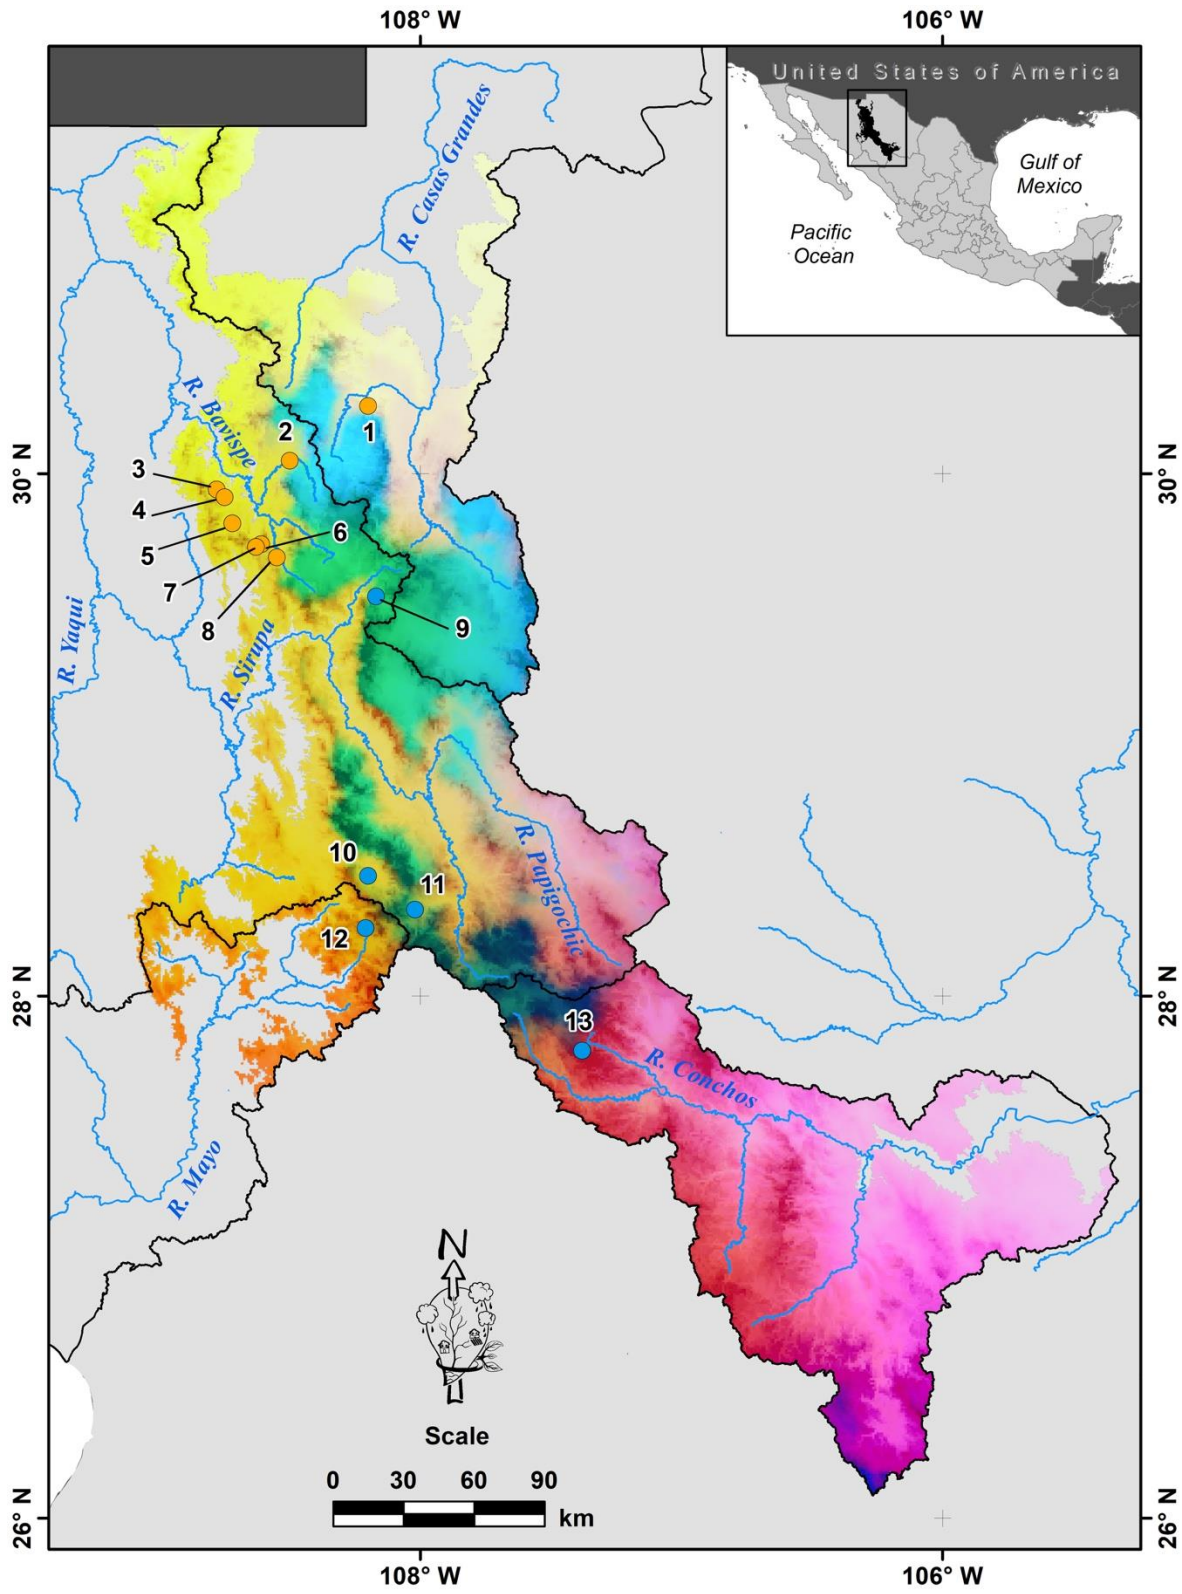 108° W
106° W
United States of America
Gulf of
Mexico
Pacific
Ocean
R. Casas Grandes
R. Bavispe
1
2
3
4
5
6
7
8
9
30° N
30° N
R. Yaqui
R. Sirupa
10
11
12
R. Papigochic
28° N
28° N
13
R. Conchos
R. Mayo
N
Scale
0 30 60 90
km
26° N
26° N
108° W
106° W